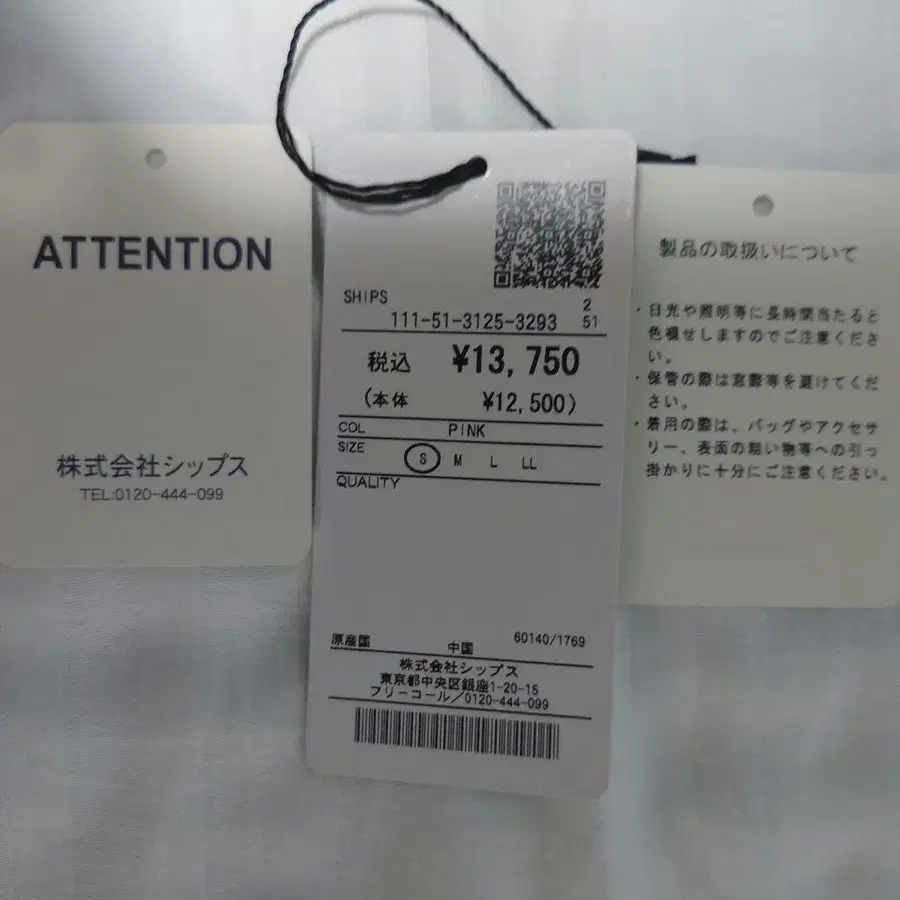 ATTENTION
株式会社シップス
TEL:0120-444-099
SHIPS
2
111-51-3125-3293
51
税込 ¥13,750
(本体 ¥12,500)
COL PINK
SIZE S M L LL
QUALITY
原産国 中国 60140/1769
株式会社シップス
東京都中央区銀座1-20-15
フリーコール/0120-444-099
製品の取扱いについて
・日光や照明等に長時間当たると
色褪せしますのでご注意くださ
い。
・保管の際は窓際等を避けてくだ
さい。
・着用の際は、バッグやアクセサ
リー、表面の粗い物等への引っ
掛かりに十分にご注意ください。